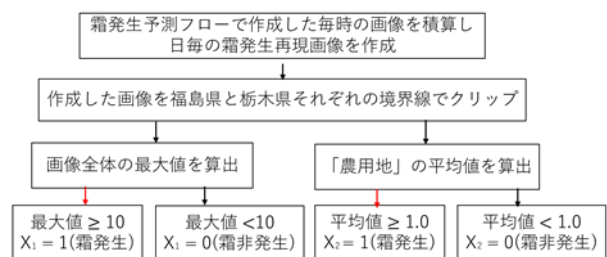 霜発生予測フローで作成した毎時の画像を積算し
日毎の霜発生再現画像を作成
作成した画像を福島県と栃木県それぞれの境界線でクリップ
画像全体の最大値を算出
「農用地」の平均値を算出
最大値 ≥ 10
X₁ = 1(霜発生)
最大値 <10
X₁ = 0(霜非発生)
平均値 ≥ 1.0
X₂ = 1(霜発生)
平均値 < 1.0
X₂ = 0(霜非発生)